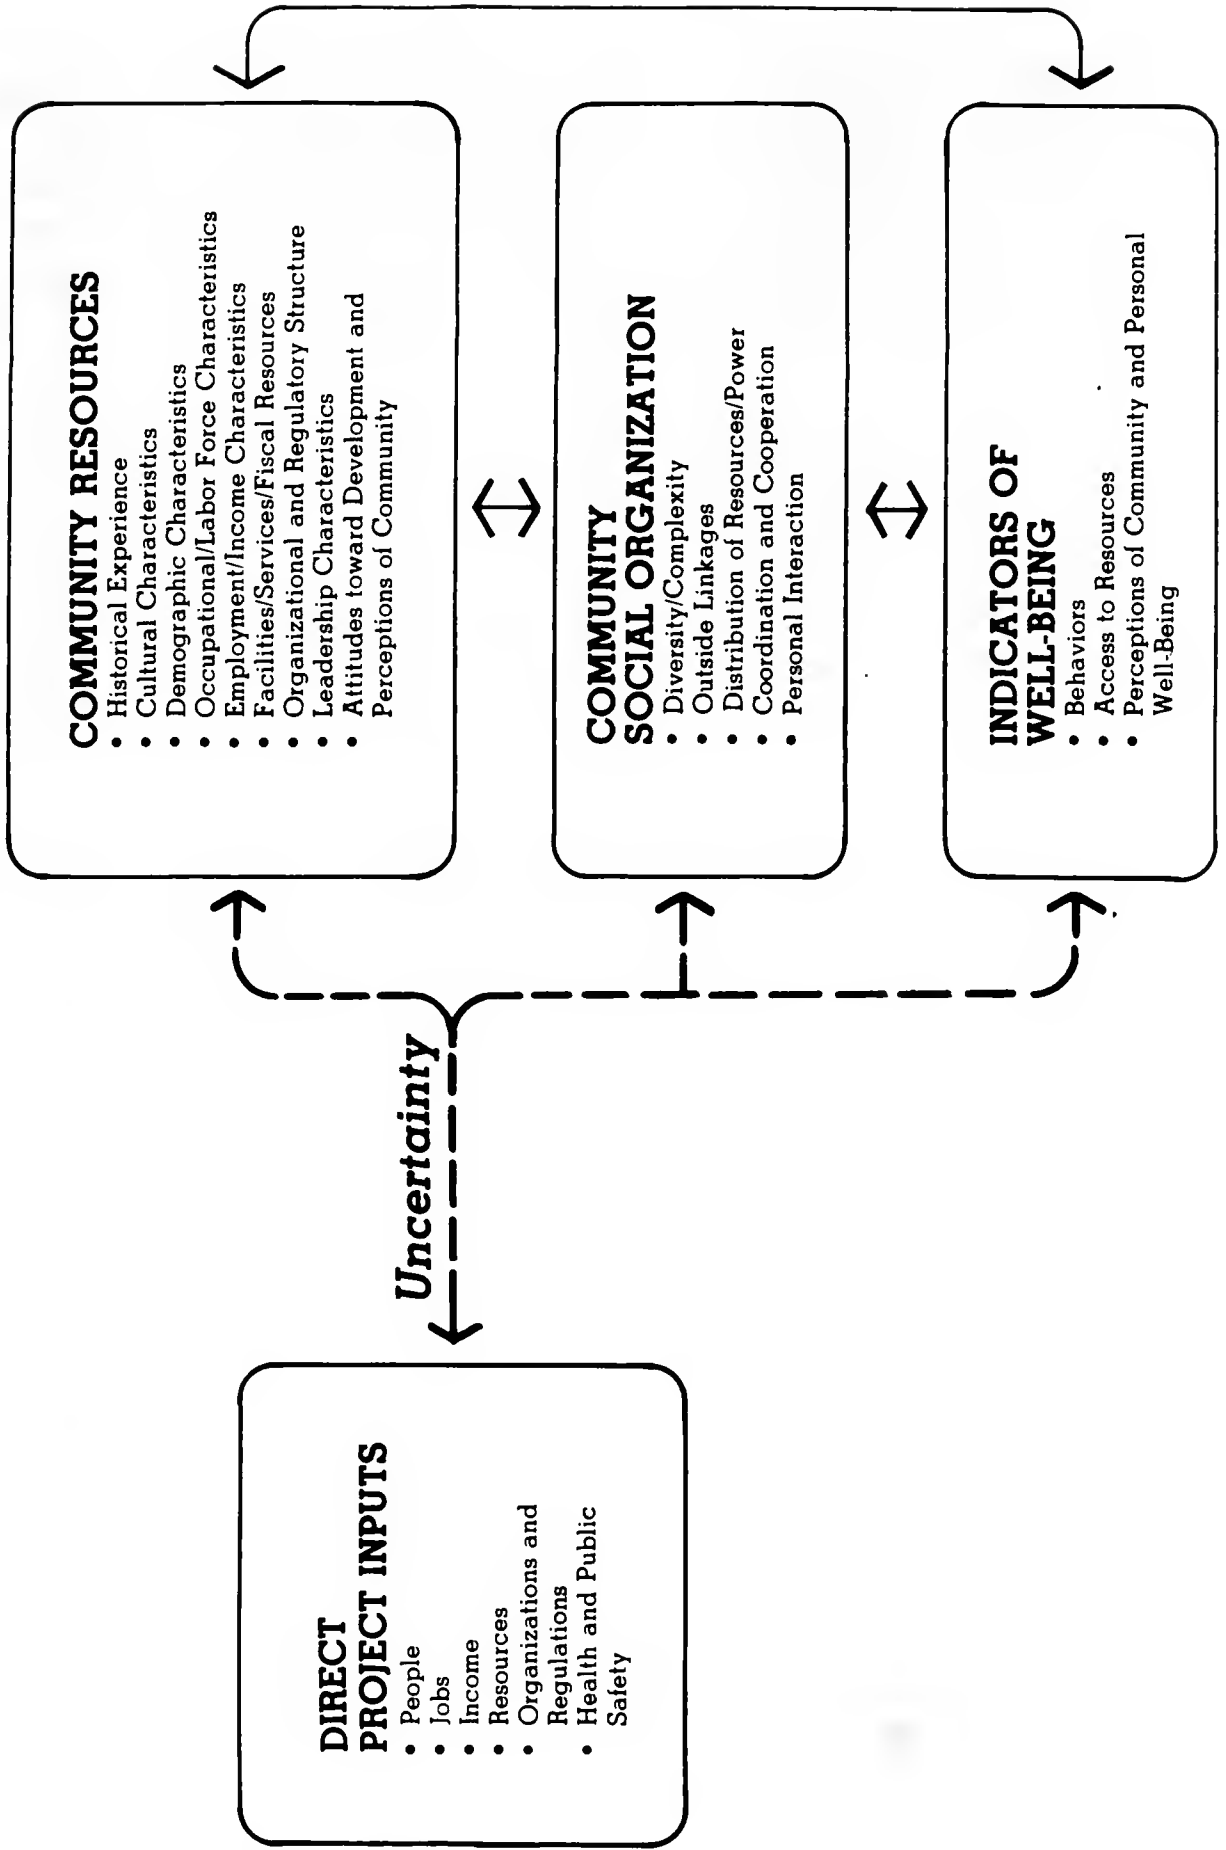 DIRECT
PROJECT INPUTS
• People
• Jobs
• Income
• Resources
• Organizations and
Regulations
• Health and Public
Safety
Uncertainty
COMMUNITY RESOURCES
• Historical Experience
• Cultural Characteristics
• Demographic Characteristics
• Occupational/Labor Force Characteristics
• Employment/Income Characteristics
• Facilities/Services/Fiscal Resources
• Organizational and Regulatory Structure
• Leadership Characteristics
• Attitudes toward Development and
Perceptions of Community
COMMUNITY
SOCIAL ORGANIZATION
• Diversity/Complexity
• Outside Linkages
• Distribution of Resources/Power
• Coordination and Cooperation
• Personal Interaction
INDICATORS OF
WELL-BEING
• Behaviors
• Access to Resources
• Perceptions of Community and Personal
Well-Being